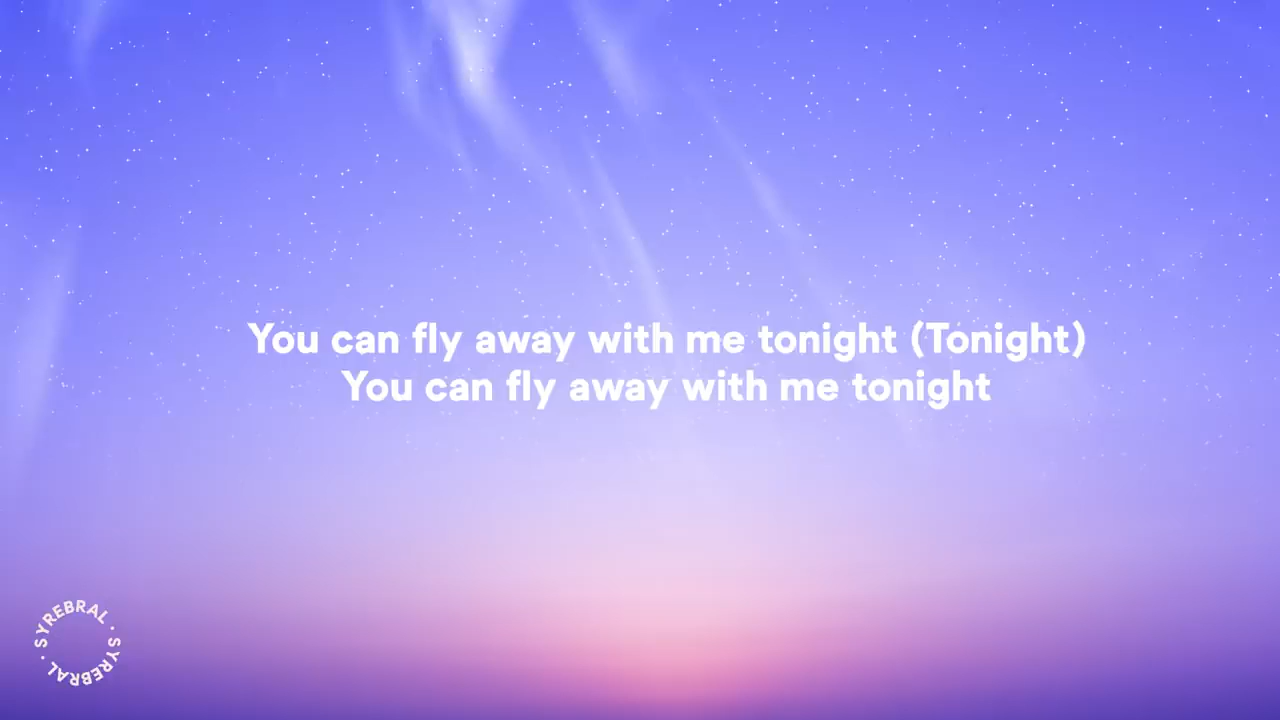 You can fly away with me tonight (Tonight)
You can fly away with me tonight
SYREBRAL · SYREBRAL ·